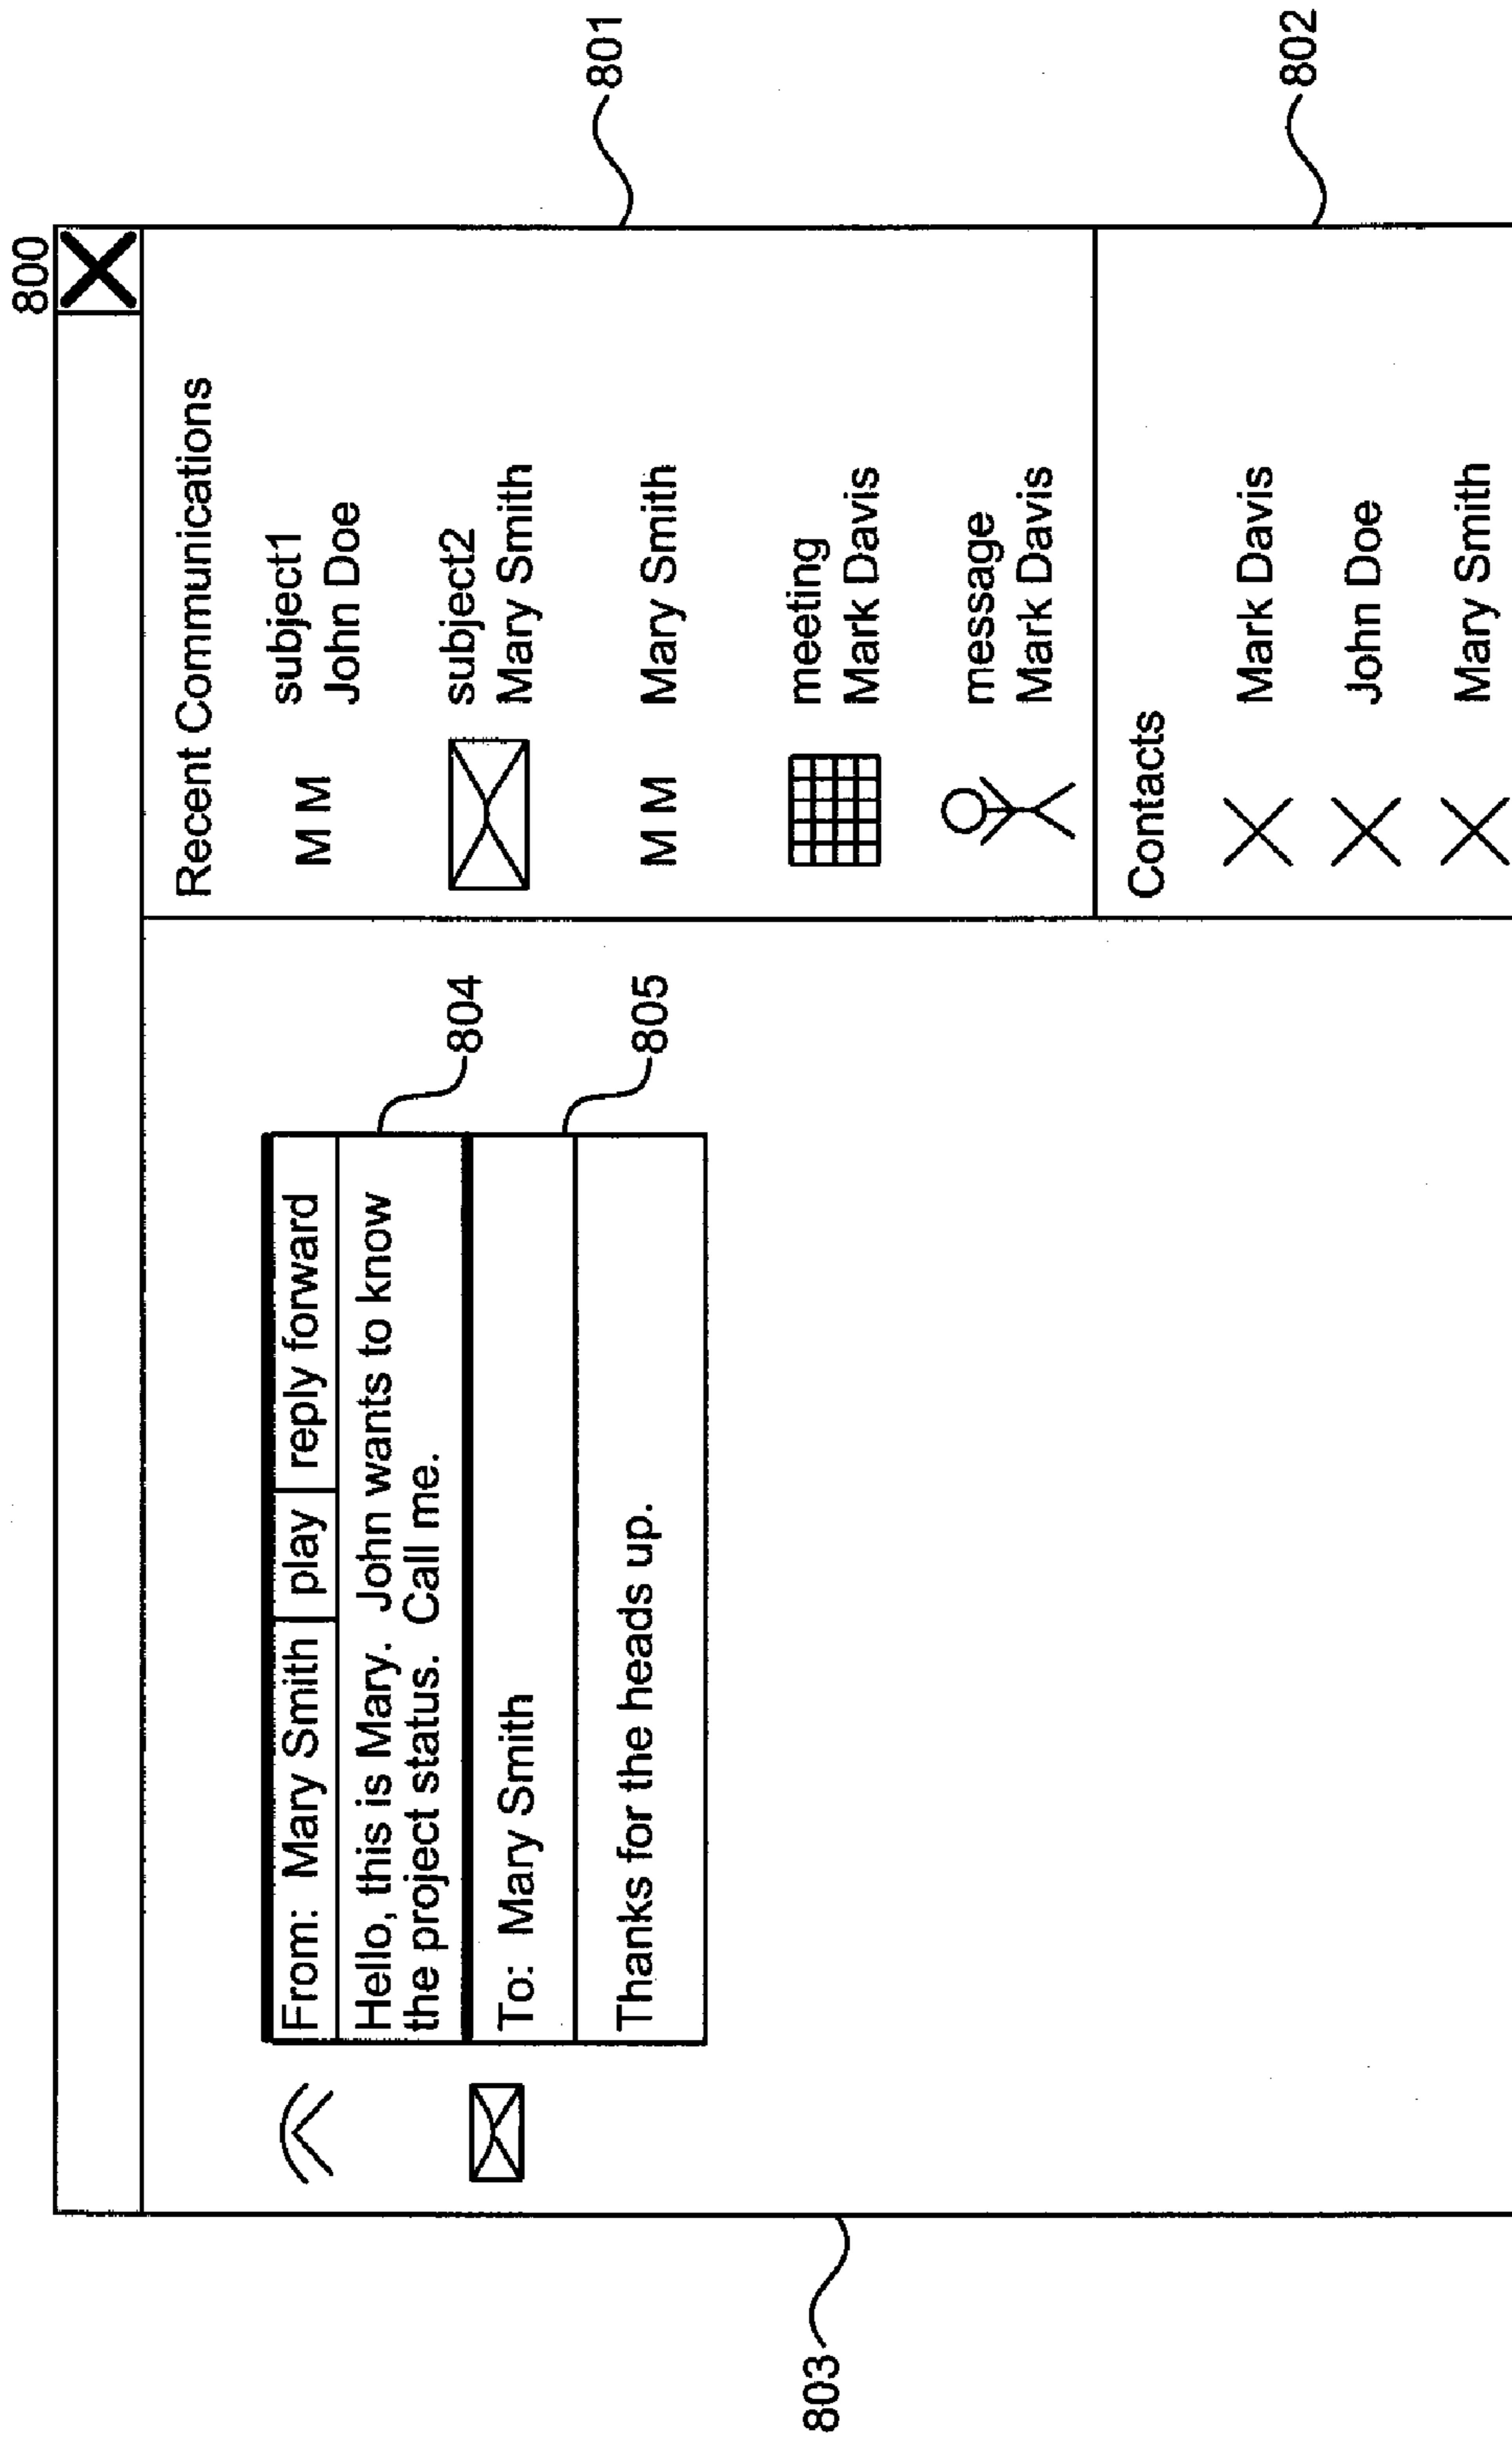 800
From: Mary Smith play reply forward
Hello, this is Mary. John wants to know
the project status. Call me.
804
To: Mary Smith
805
Thanks for the heads up.
803
Recent Communications
M M subject1
John Doe
subject2
Mary Smith
M M Mary Smith
meeting
Mark Davis
message
Mark Davis
801
Contacts
Mark Davis
John Doe
Mary Smith
802